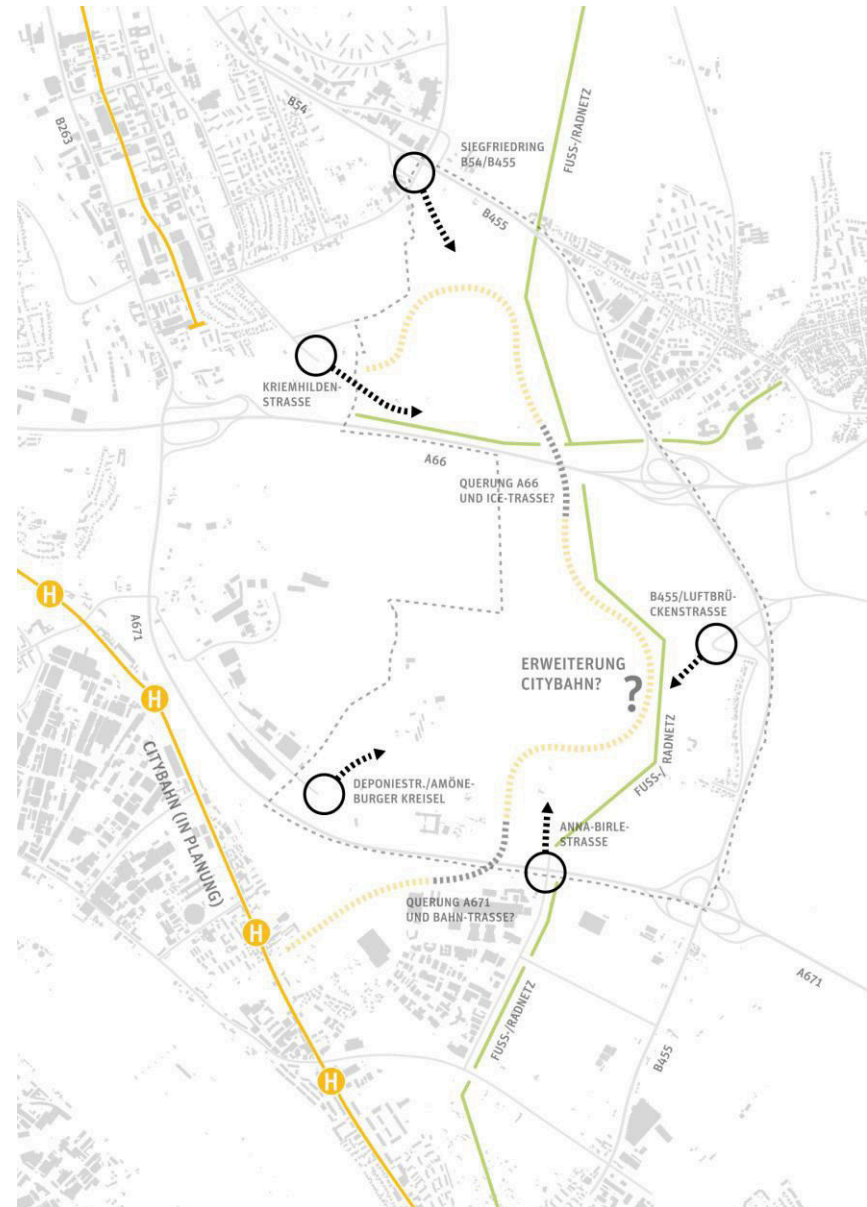 B263
B54
SIEGFRIEDRING
B54/B455
B455
FUSS-/RADNETZ
KRIEMHILDEN-
STRASSE
A66
QUERUNG A66
UND ICE-TRASSE?
B455/LUFTBRÜ-
CKENSTRASSE
H
A671
ERWEITERUNG
CITYBAHN?
?
H
CITYBAHN (IN PLANUNG)
DEPONIESTR./AMÖNE-
BURGER KREISEL
FUSS-/ RADNETZ
ANNA-BIRLE-
STRASSE
QUERUNG A671
UND BAHN-TRASSE?
H
A671
FUSS-/RADNETZ
B455
H